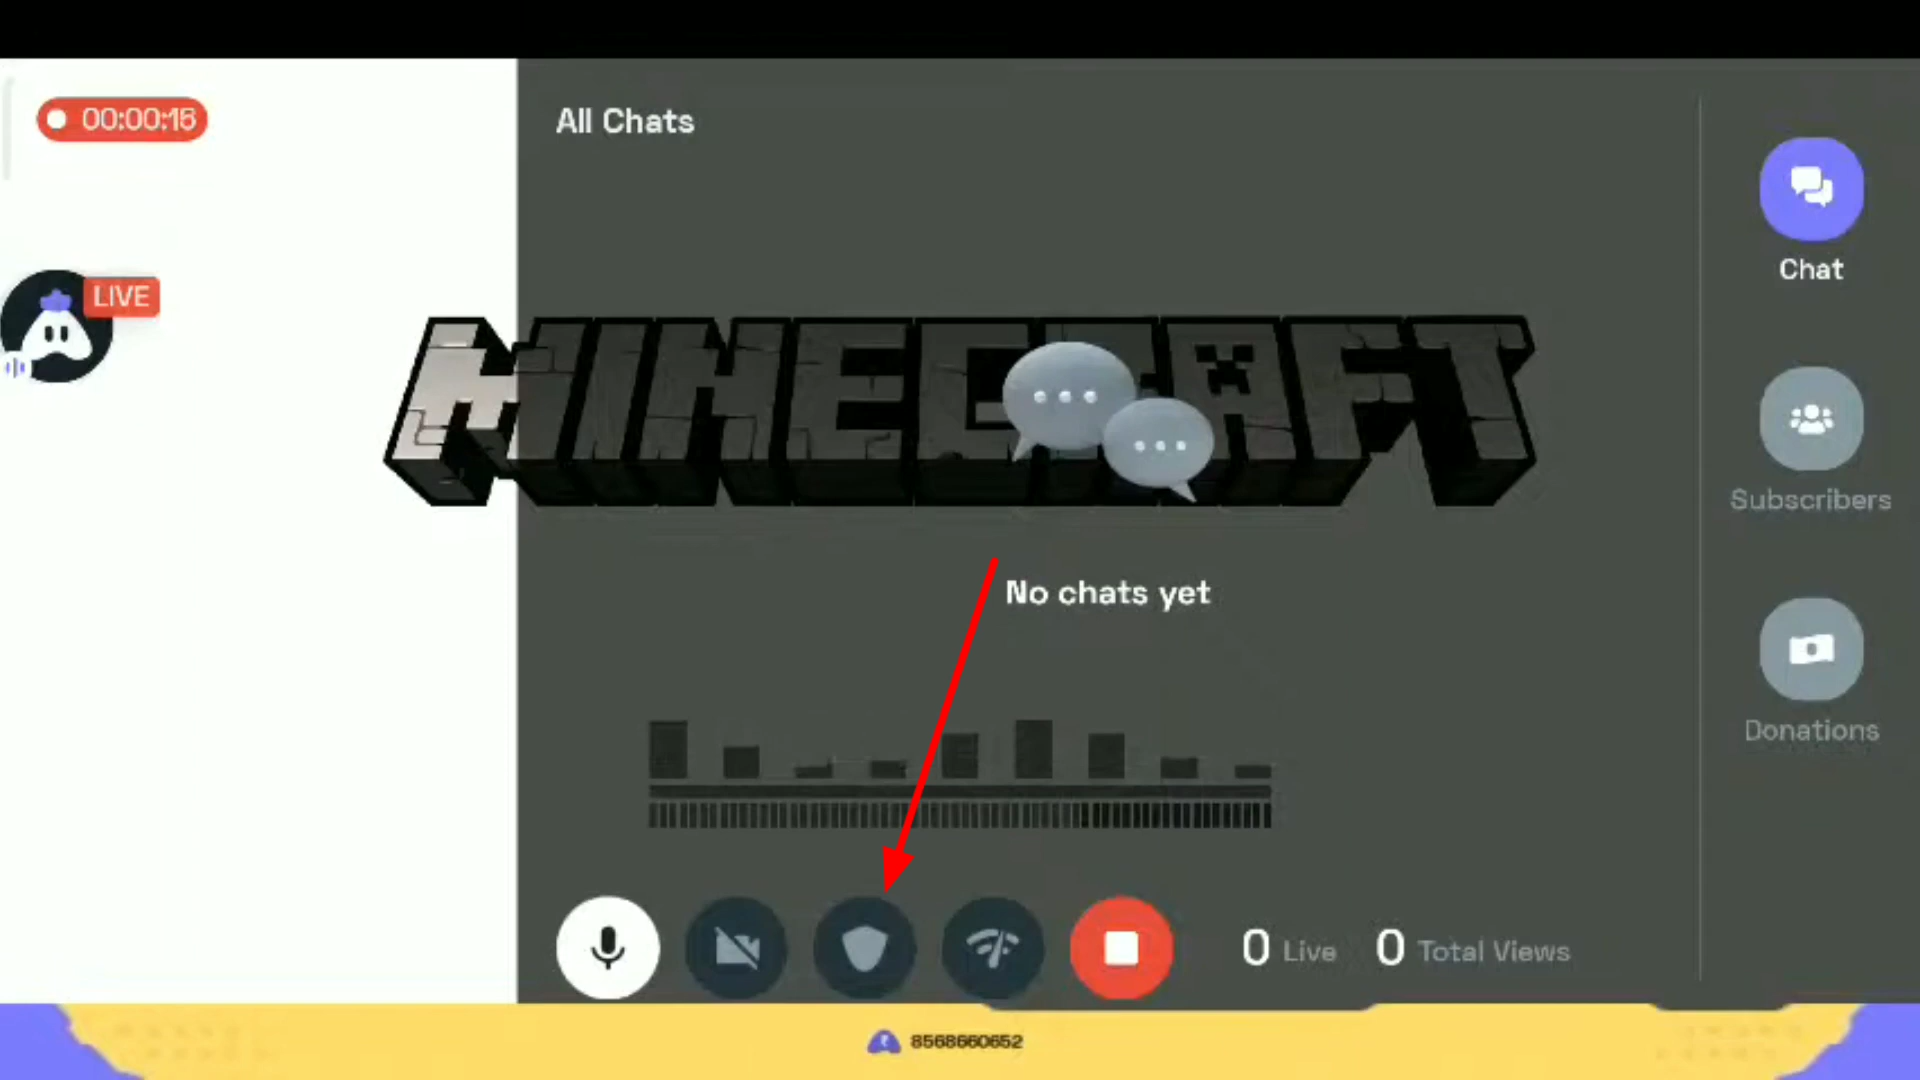 00:00:16
All Chats
Chat
LIVE
MINECRAFT
Subscribers
No chats yet
Donations
0 Live 0 Total Views
8568660652